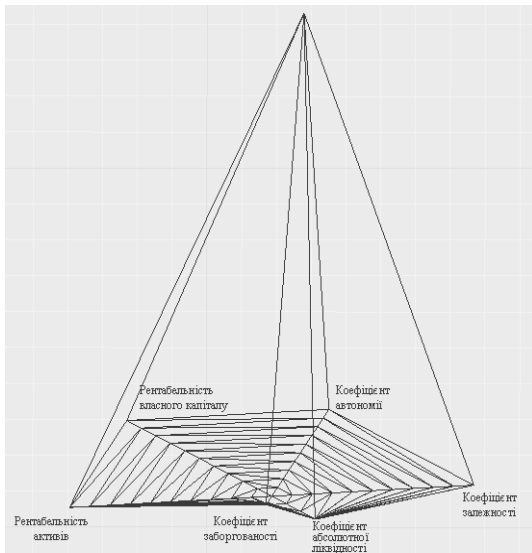 Рентабельність
власного капіталу
Коефіцієнт
автономії
Коефіцієнт
залежності
Рентабельність
активів
Коефіцієнт
заборгованості
Коефіцієнт
абсолютної
ліквідності